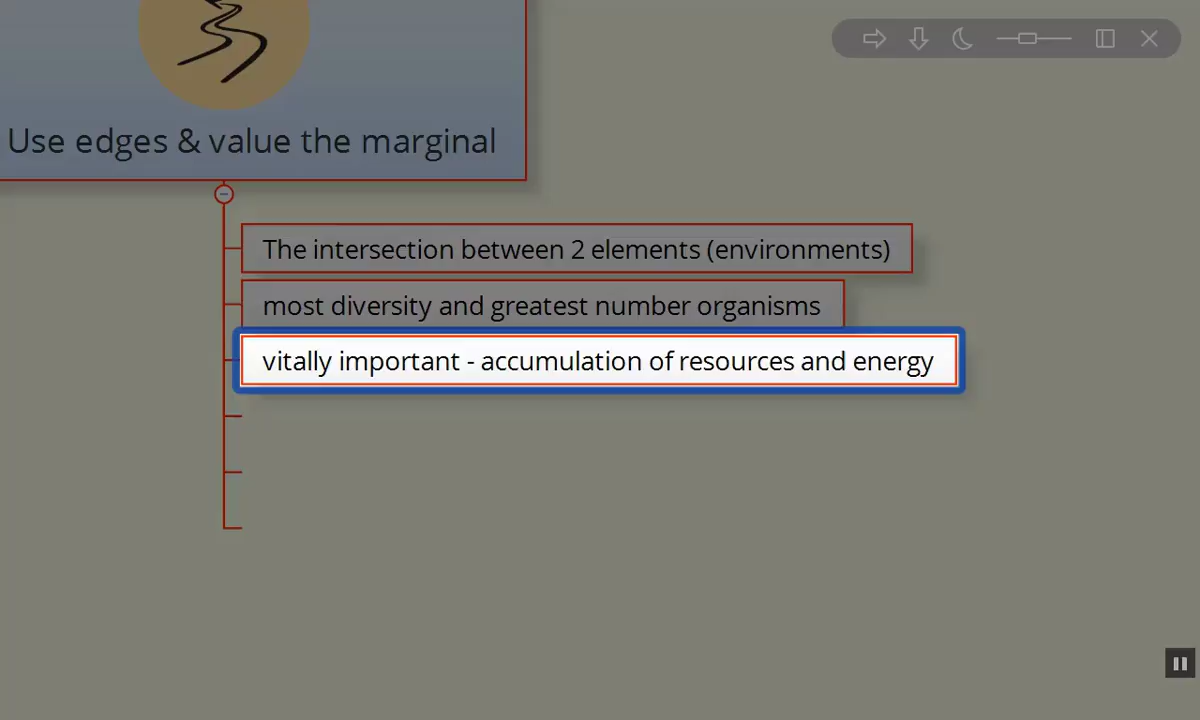 Use edges & value the marginal
The intersection between 2 elements (environments)
most diversity and greatest number organisms
vitally important - accumulation of resources and energy